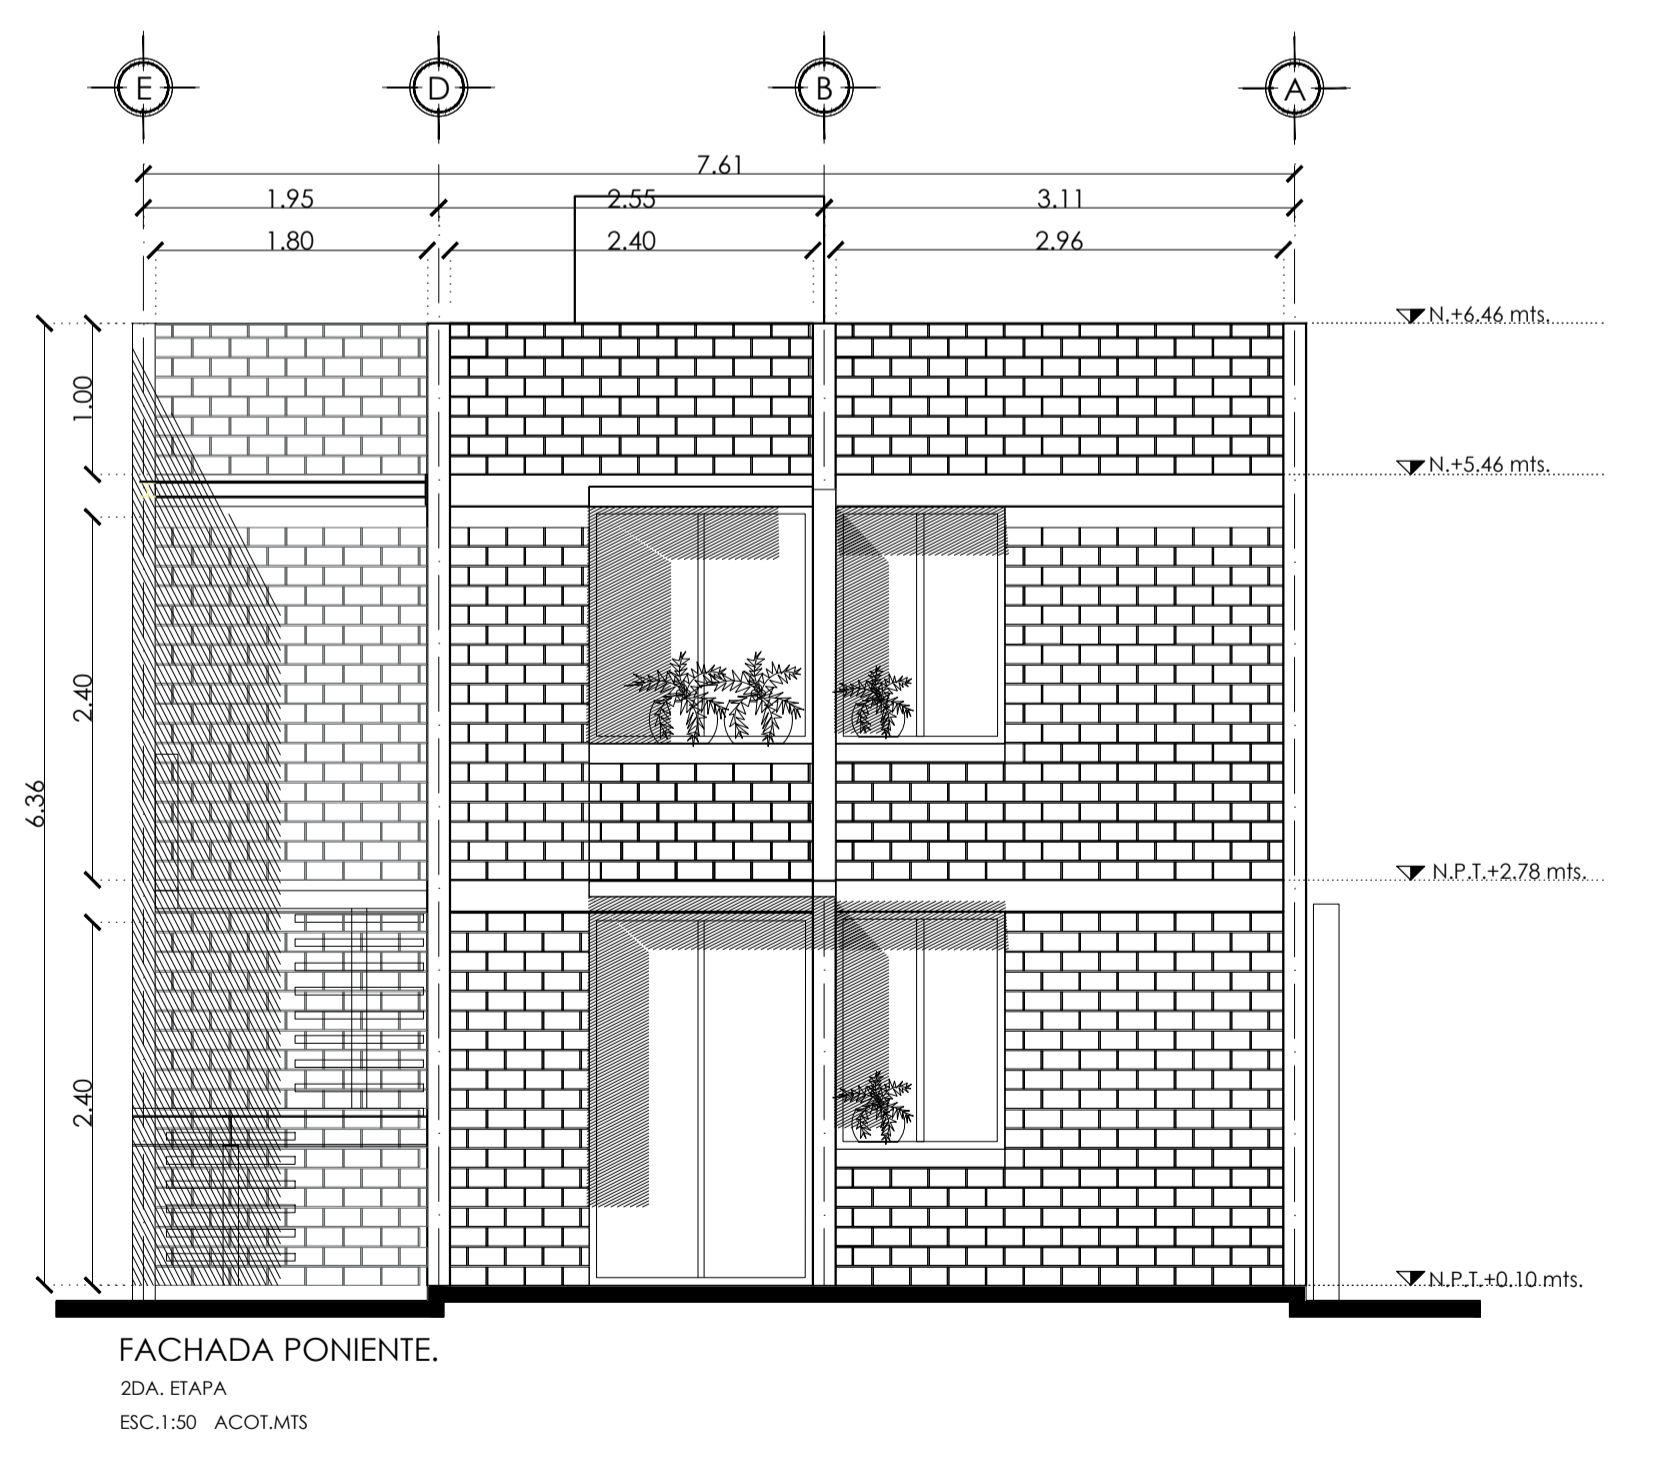 E D B A
7.61
1.95 2.55 3.11
1.80 2.40 2.96
N.+6.46 mts.
1.00
N.+5.46 mts.
2.40
6.36
N.P.T.+2.78 mts.
2.40
N.P.T.+0.10 mts.
FACHADA PONIENTE.
2DA. ETAPA
ESC.1:50 ACOT.MTS